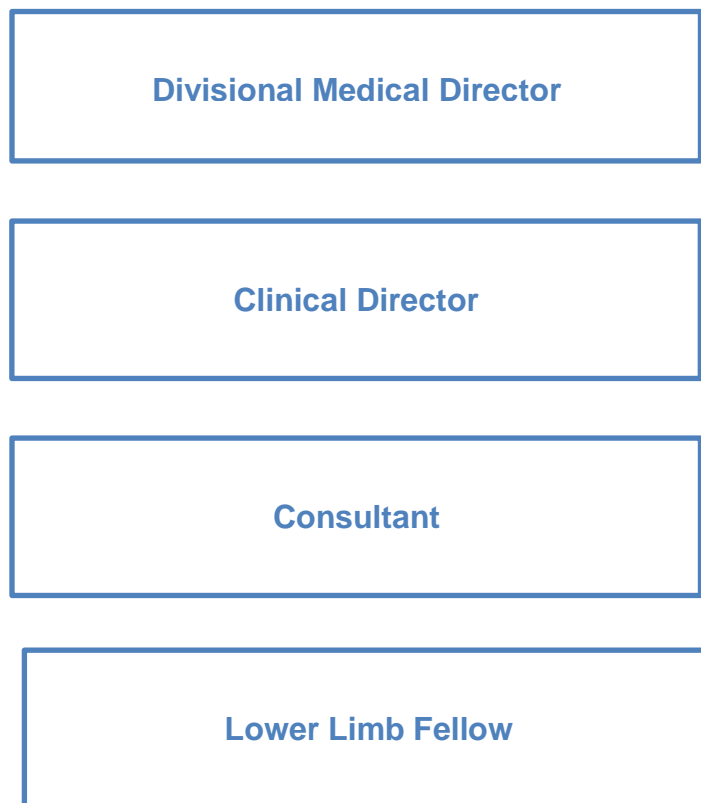 Divisional Medical Director
Clinical Director
Consultant
Lower Limb Fellow